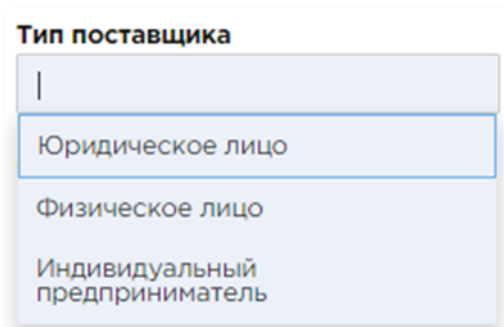 Тип поставщика
Юридическое лицо
Физическое лицо
Индивидуальный
предприниматель